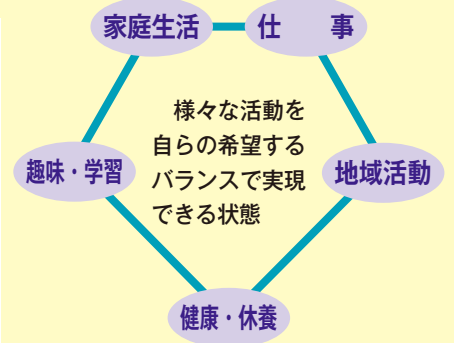 家庭生活
仕　　事
様々な活動を
自らの希望する
バランスで実現
できる状態
趣味・学習
地域活動
健康・休養